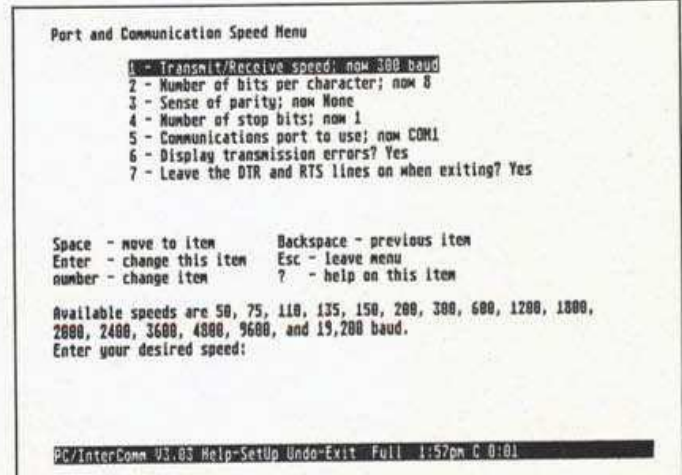 Port and Communication Speed Menu
1 - Transmit/Receive speed; now 300 baud
2 - Number of bits per character; now 8
3 - Sense of parity; now None
4 - Number of stop bits; now 1
5 - Communications port to use; now COM1
6 - Display transmission errors? Yes
7 - Leave the DTR and RTS lines on when exiting? Yes
Space - move to item Backspace - previous item
Enter - change this item Esc - leave menu
number - change item ? - help on this item
Available speeds are 50, 75, 110, 135, 150, 200, 300, 600, 1200, 1800,
2000, 2400, 3600, 4800, 9600, and 19,200 baud.
Enter your desired speed:
PC/InterComm V3.03 Help-SetUp Undo-Exit Full 1:57pm C 0:01